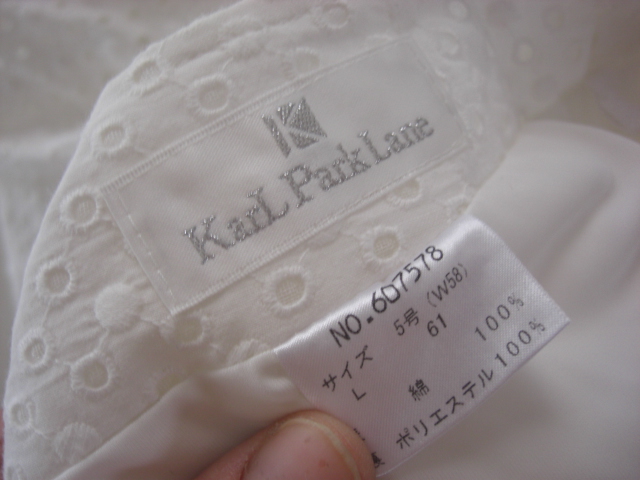 K
KarL Park Lane
NO.607578
サイズ 5号 (W58)
L 61
綿 100%
ポリエステル100%